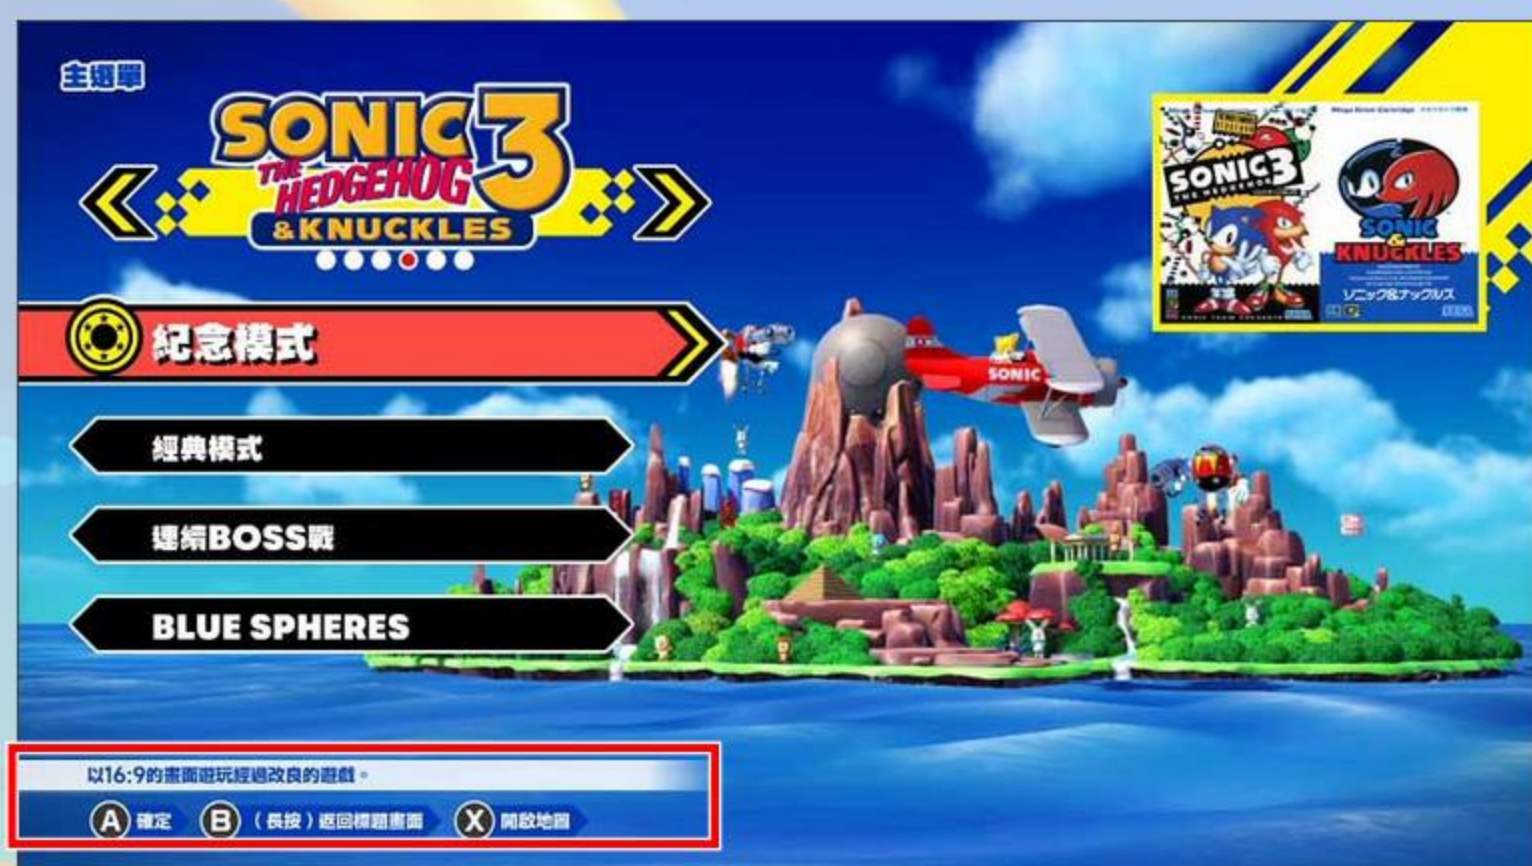 主選單
SONIC
THE
HEDGEHOG
3
&KNUCKLES
紀念模式
經典模式
連續BOSS戰
BLUE SPHERES
SONIC
SONIC 3
THE HEDGEHOG
SEGA
SONIC
&
KNUCKLES
ソニック&ナックルズ
SEGA
以16:9的畫面遊玩經過改良的遊戲。
A 確定 B (長按)返回標題畫面 X 開啟地圖